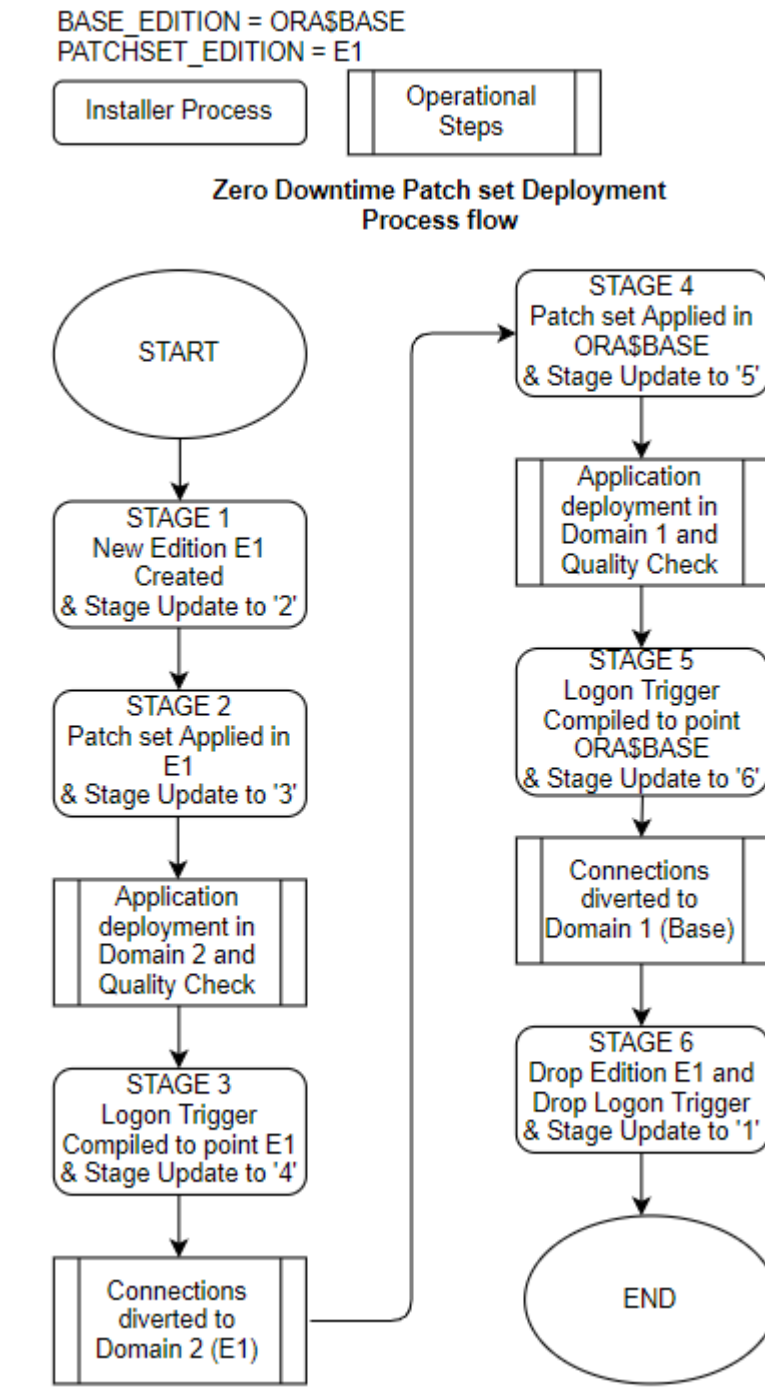 BASE_EDITION = ORA$BASE
PATCHSET_EDITION = E1
Installer Process
Operational
Steps
Zero Downtime Patch set Deployment
Process flow
START
STAGE 1
New Edition E1
Created
& Stage Update to '2'
STAGE 2
Patch set Applied in
E1
& Stage Update to '3'
Application
deployment in
Domain 2 and
Quality Check
STAGE 3
Logon Trigger
Compiled to point E1
& Stage Update to '4'
Connections
diverted to
Domain 2 (E1)
STAGE 4
Patch set Applied in
ORA$BASE
& Stage Update to '5'
Application
deployment in
Domain 1 and
Quality Check
STAGE 5
Logon Trigger
Compiled to point
ORA$BASE
& Stage Update to '6'
Connections
diverted to
Domain 1 (Base)
STAGE 6
Drop Edition E1 and
Drop Logon Trigger
& Stage Update to '1'
END